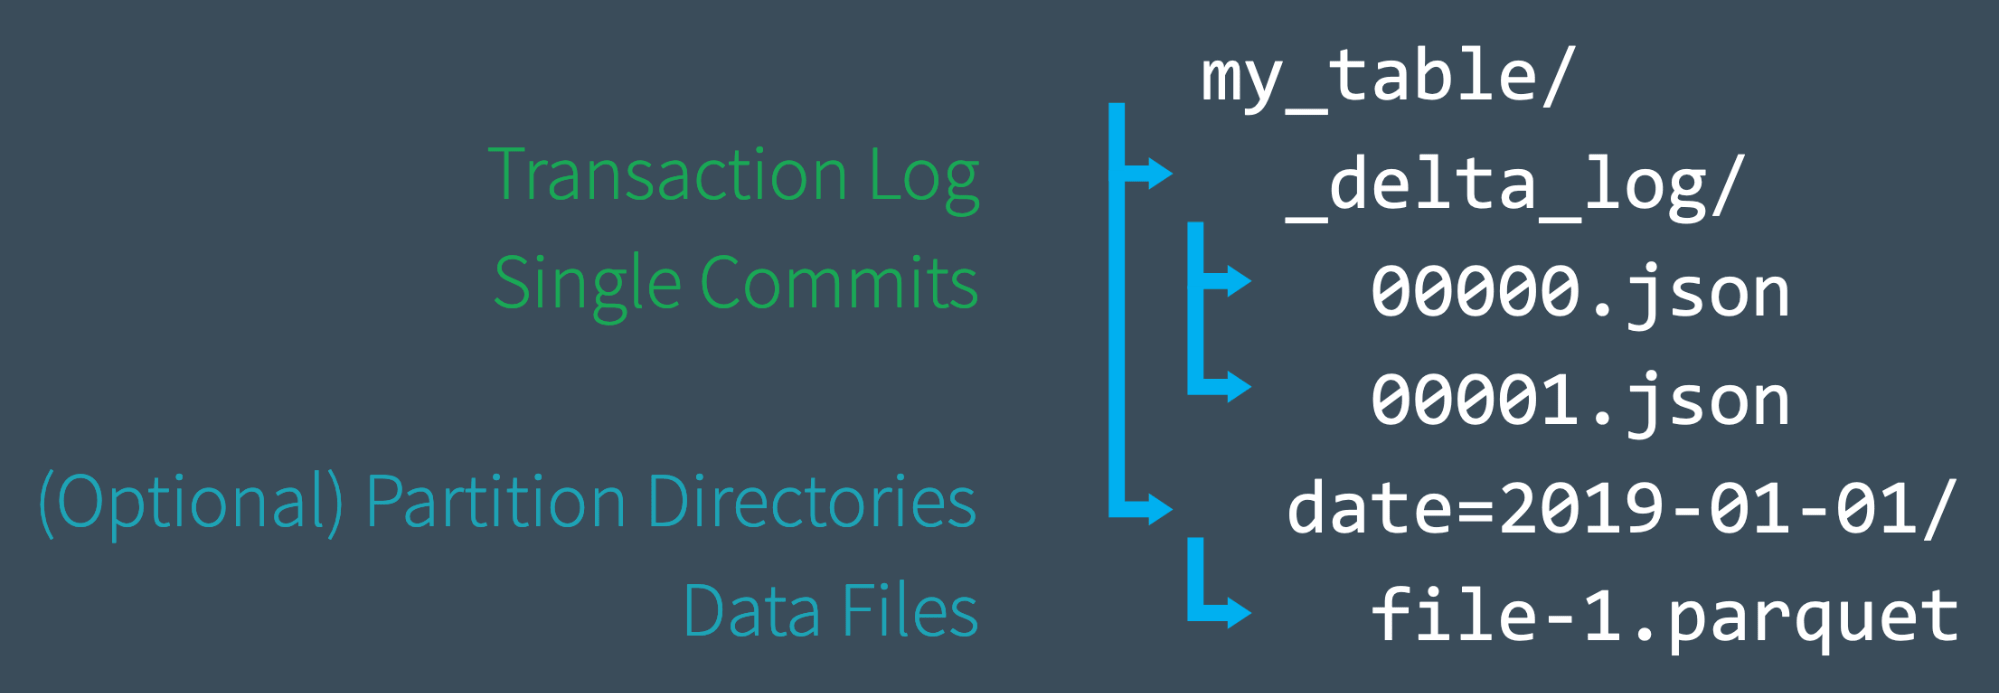 my_table/
Transaction Log
_delta_log/
Single Commits
00000.json
00001.json
(Optional) Partition Directories
date=2019-01-01/
Data Files
file-1.parquet